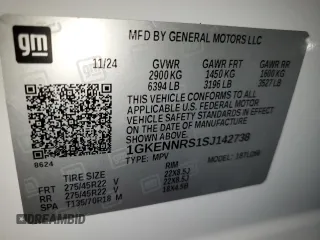 gm
MFD BY GENERAL MOTORS LLC
11/24 GVWR GAWR FRT GAWR RR
2900 KG 1450 KG 1600 KG
6394 LB 3196 LB 3527 LB
THIS VEHICLE CONFORMS TO ALL
APPLICABLE U.S. FEDERAL MOTOR
VEHICLE SAFETY STANDARDS IN EFFECT
ON THE DATE OF MANUFACTURE SHOWN ABOVE.
1GKENNRS1SJ142738
TYPE: MPV MODEL:
8624
TIRE SIZE RIM
FRT 275/45R22 V 22X8.5J
RR 275/45R22 V 22X8.5J
SPA T135/70R18 M 18X4.5B
DREAMBID